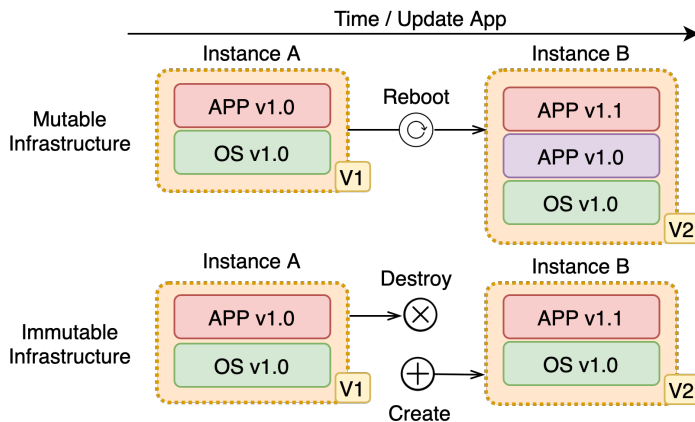 Time / Update App
Instance A
Instance B
Mutable
Infrastructure
APP v1.0
OS v1.0
V1
Reboot
APP v1.1
APP v1.0
OS v1.0
V2
Instance A
Instance B
Immutable
Infrastructure
APP v1.0
OS v1.0
V1
Destroy
Create
APP v1.1
OS v1.0
V2